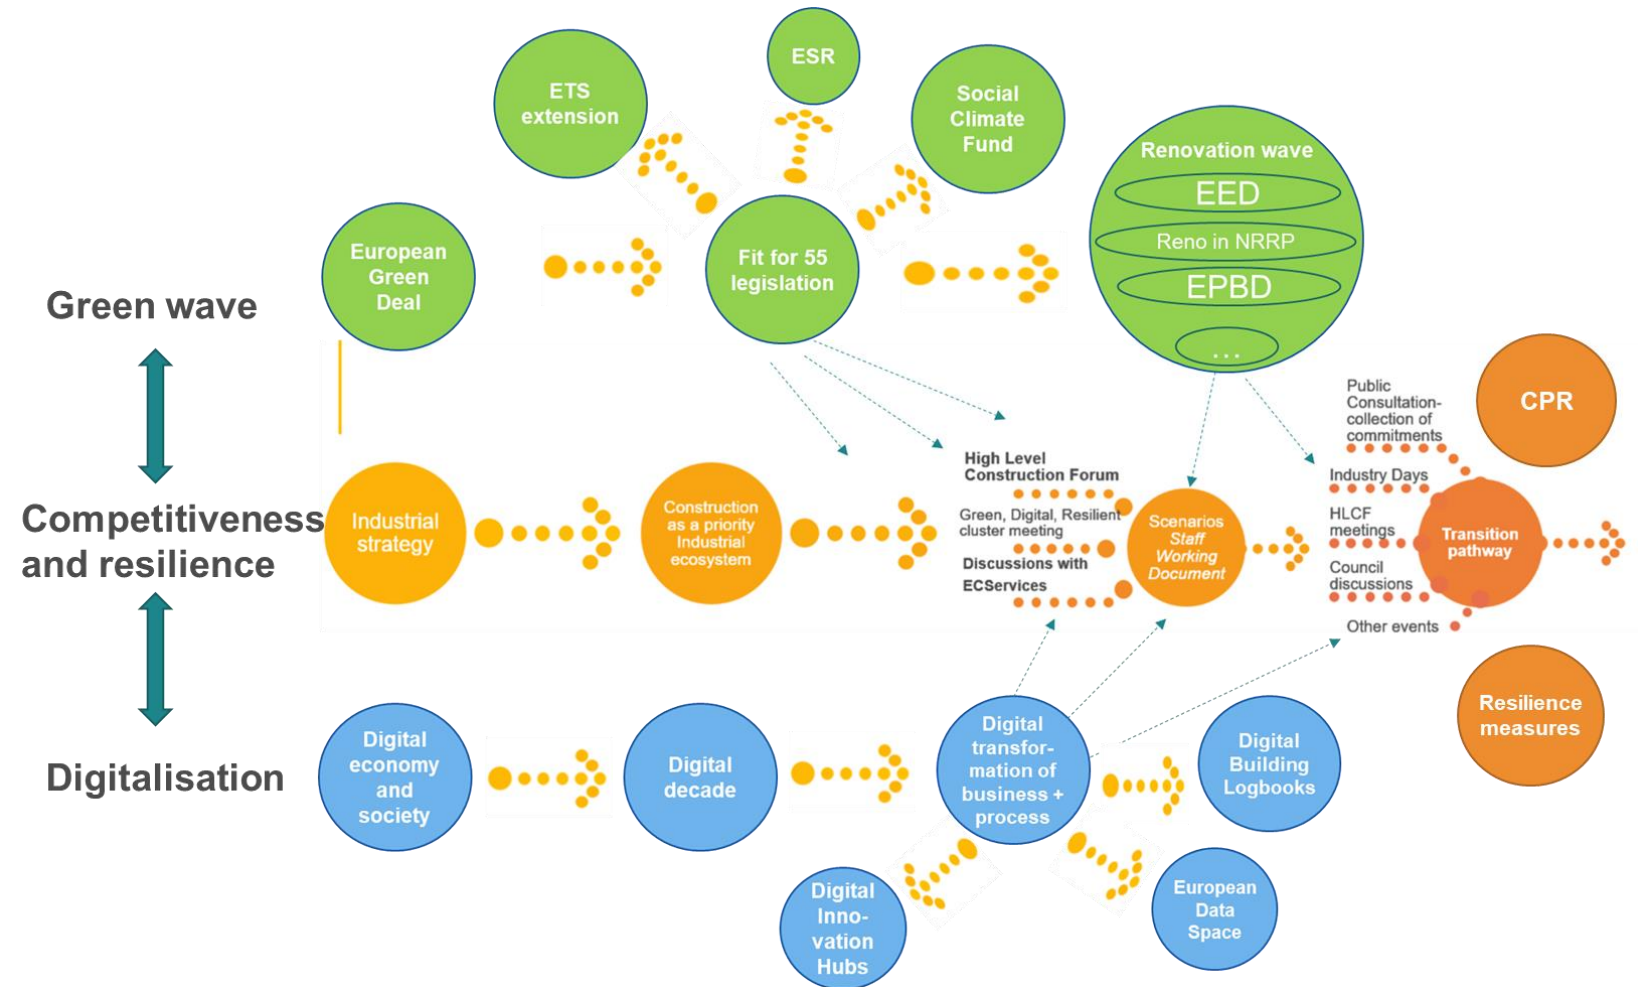 ETS
extension
ESR
Social
Climate
Fund
Renovation wave
EED
Reno in NRRP
EPBD
...
European
Green
Deal
Fit for 55
legislation
Green wave
Competitiveness
and resilience
Industrial
strategy
Construction
as a priority
Industrial
ecosystem
High Level
Construction Forum
Green, Digital, Resilient
cluster meeting
Discussions with
ECServices
Scenarios
Staff
Working
Document
Public
Consultation-
collection of
commitments
Industry Days
HLCF
meetings
Council
discussions
Other events
Transition
pathway
CPR
Resilience
measures
Digitalisation
Digital
economy
and
society
Digital
decade
Digital
transfor-
mation of
business +
process
Digital
Building
Logbooks
Digital
Inno-
vation
Hubs
European
Data
Space